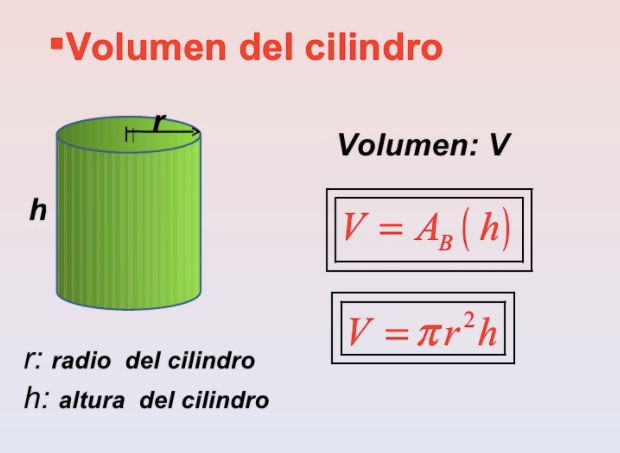 ▪Volumen del cilindro
r
h
Volumen: V
V = A_B ( h )
V = πr²h
r: radio del cilindro
h: altura del cilindro